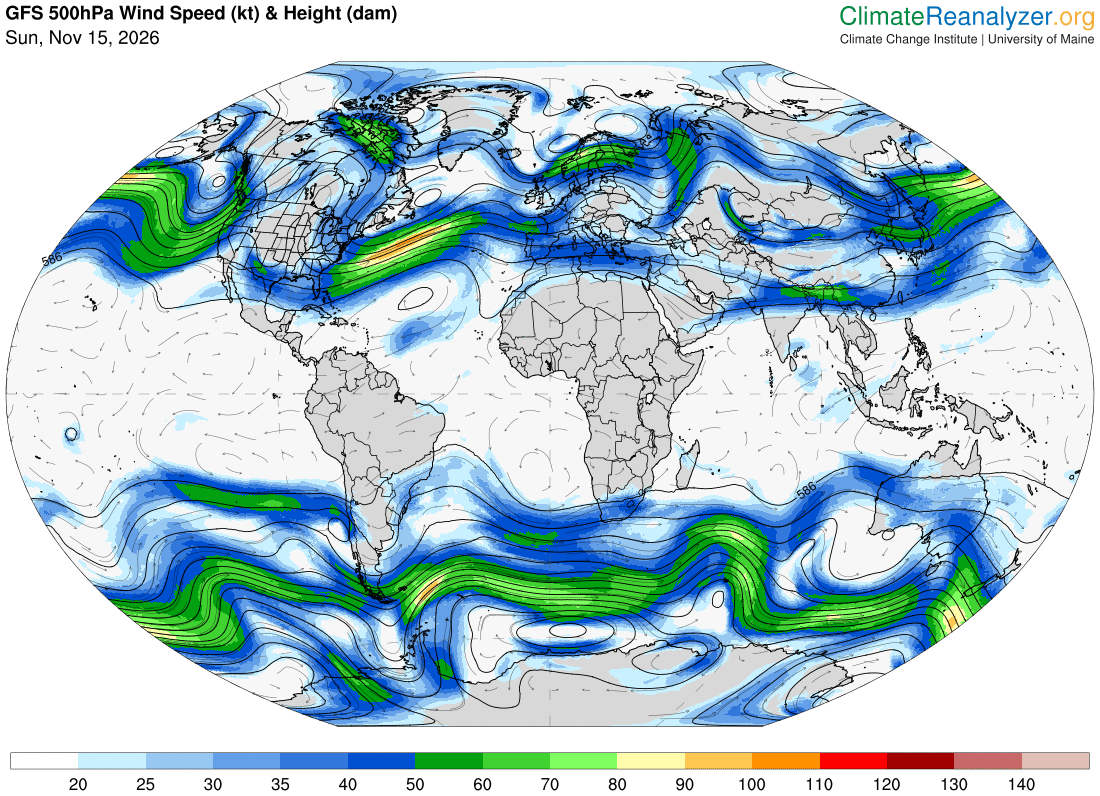 GFS 500hPa Wind Speed (kt) & Height (dam)
Sun, Nov 15, 2026
ClimateReanalyzer.org
Climate Change Institute | University of Maine
586
586
20 25 30 35 40 50 60 70 80 90 100 110 120 130 140